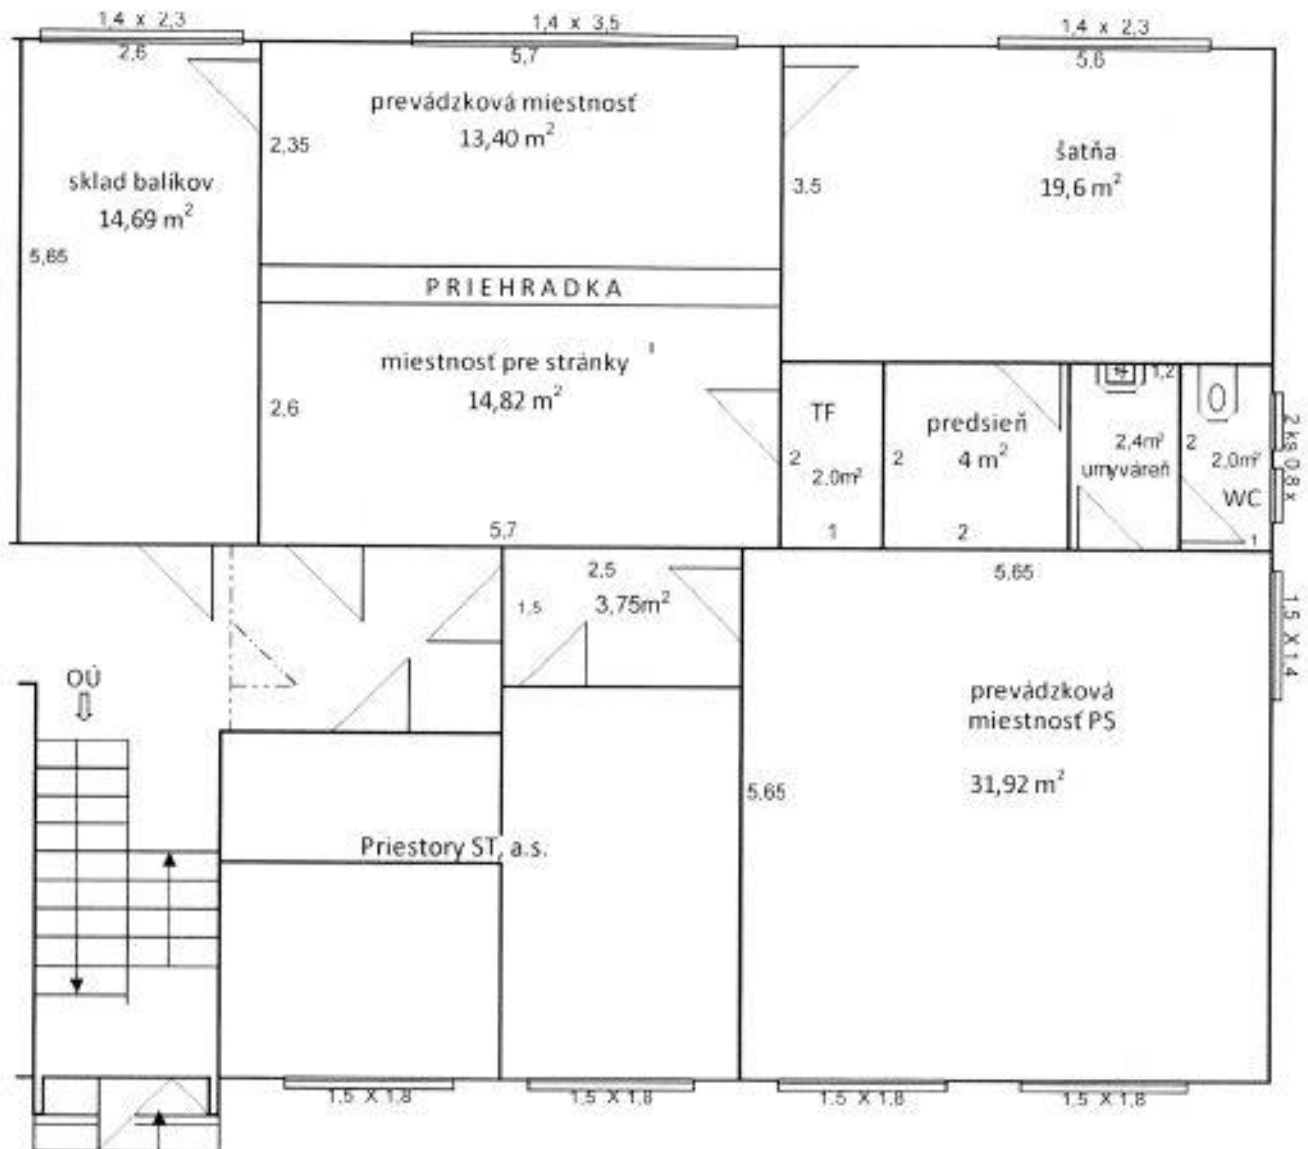 1,4 x 2,3
2,6
1,4 x 3,5
5,7
1,4 x 2,3
5,6
prevádzková miestnosť
13,40 m²
2,35
sklad balíkov
14,69 m²
5,65
šatňa
19,6 m²
3.5
PRIEHRADKA
miestnosť pre stránky
14,82 m²
2,6
5,7
TF
2
2,0m²
1
predsieň
4 m²
2
2
1,2
2,4m²
umyváreň
2
2,0m²
WC
1
2 ks 0,8 x
2,5
1,5
3,75m²
5,65
1,5 X 1,4
OÚ
prevádzková
miestnosť PS
31,92 m²
5,65
Priestory ST, a.s.
1,5 X 1,8
1,5 X 1,8
1,5 X 1,8
1,5 X 1,8